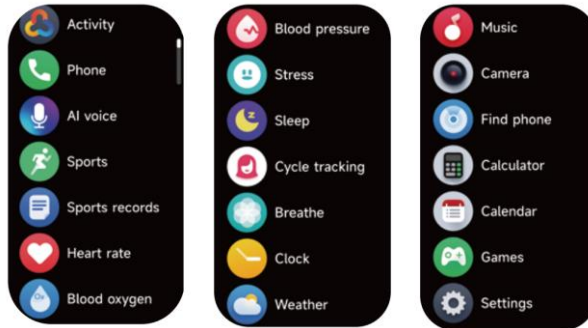 Activity
Phone
AI voice
Sports
Sports records
Heart rate
Blood oxygen
Blood pressure
Stress
Sleep
Cycle tracking
Breathe
Clock
Weather
Music
Camera
Find phone
Calculator
Calendar
Games
Settings